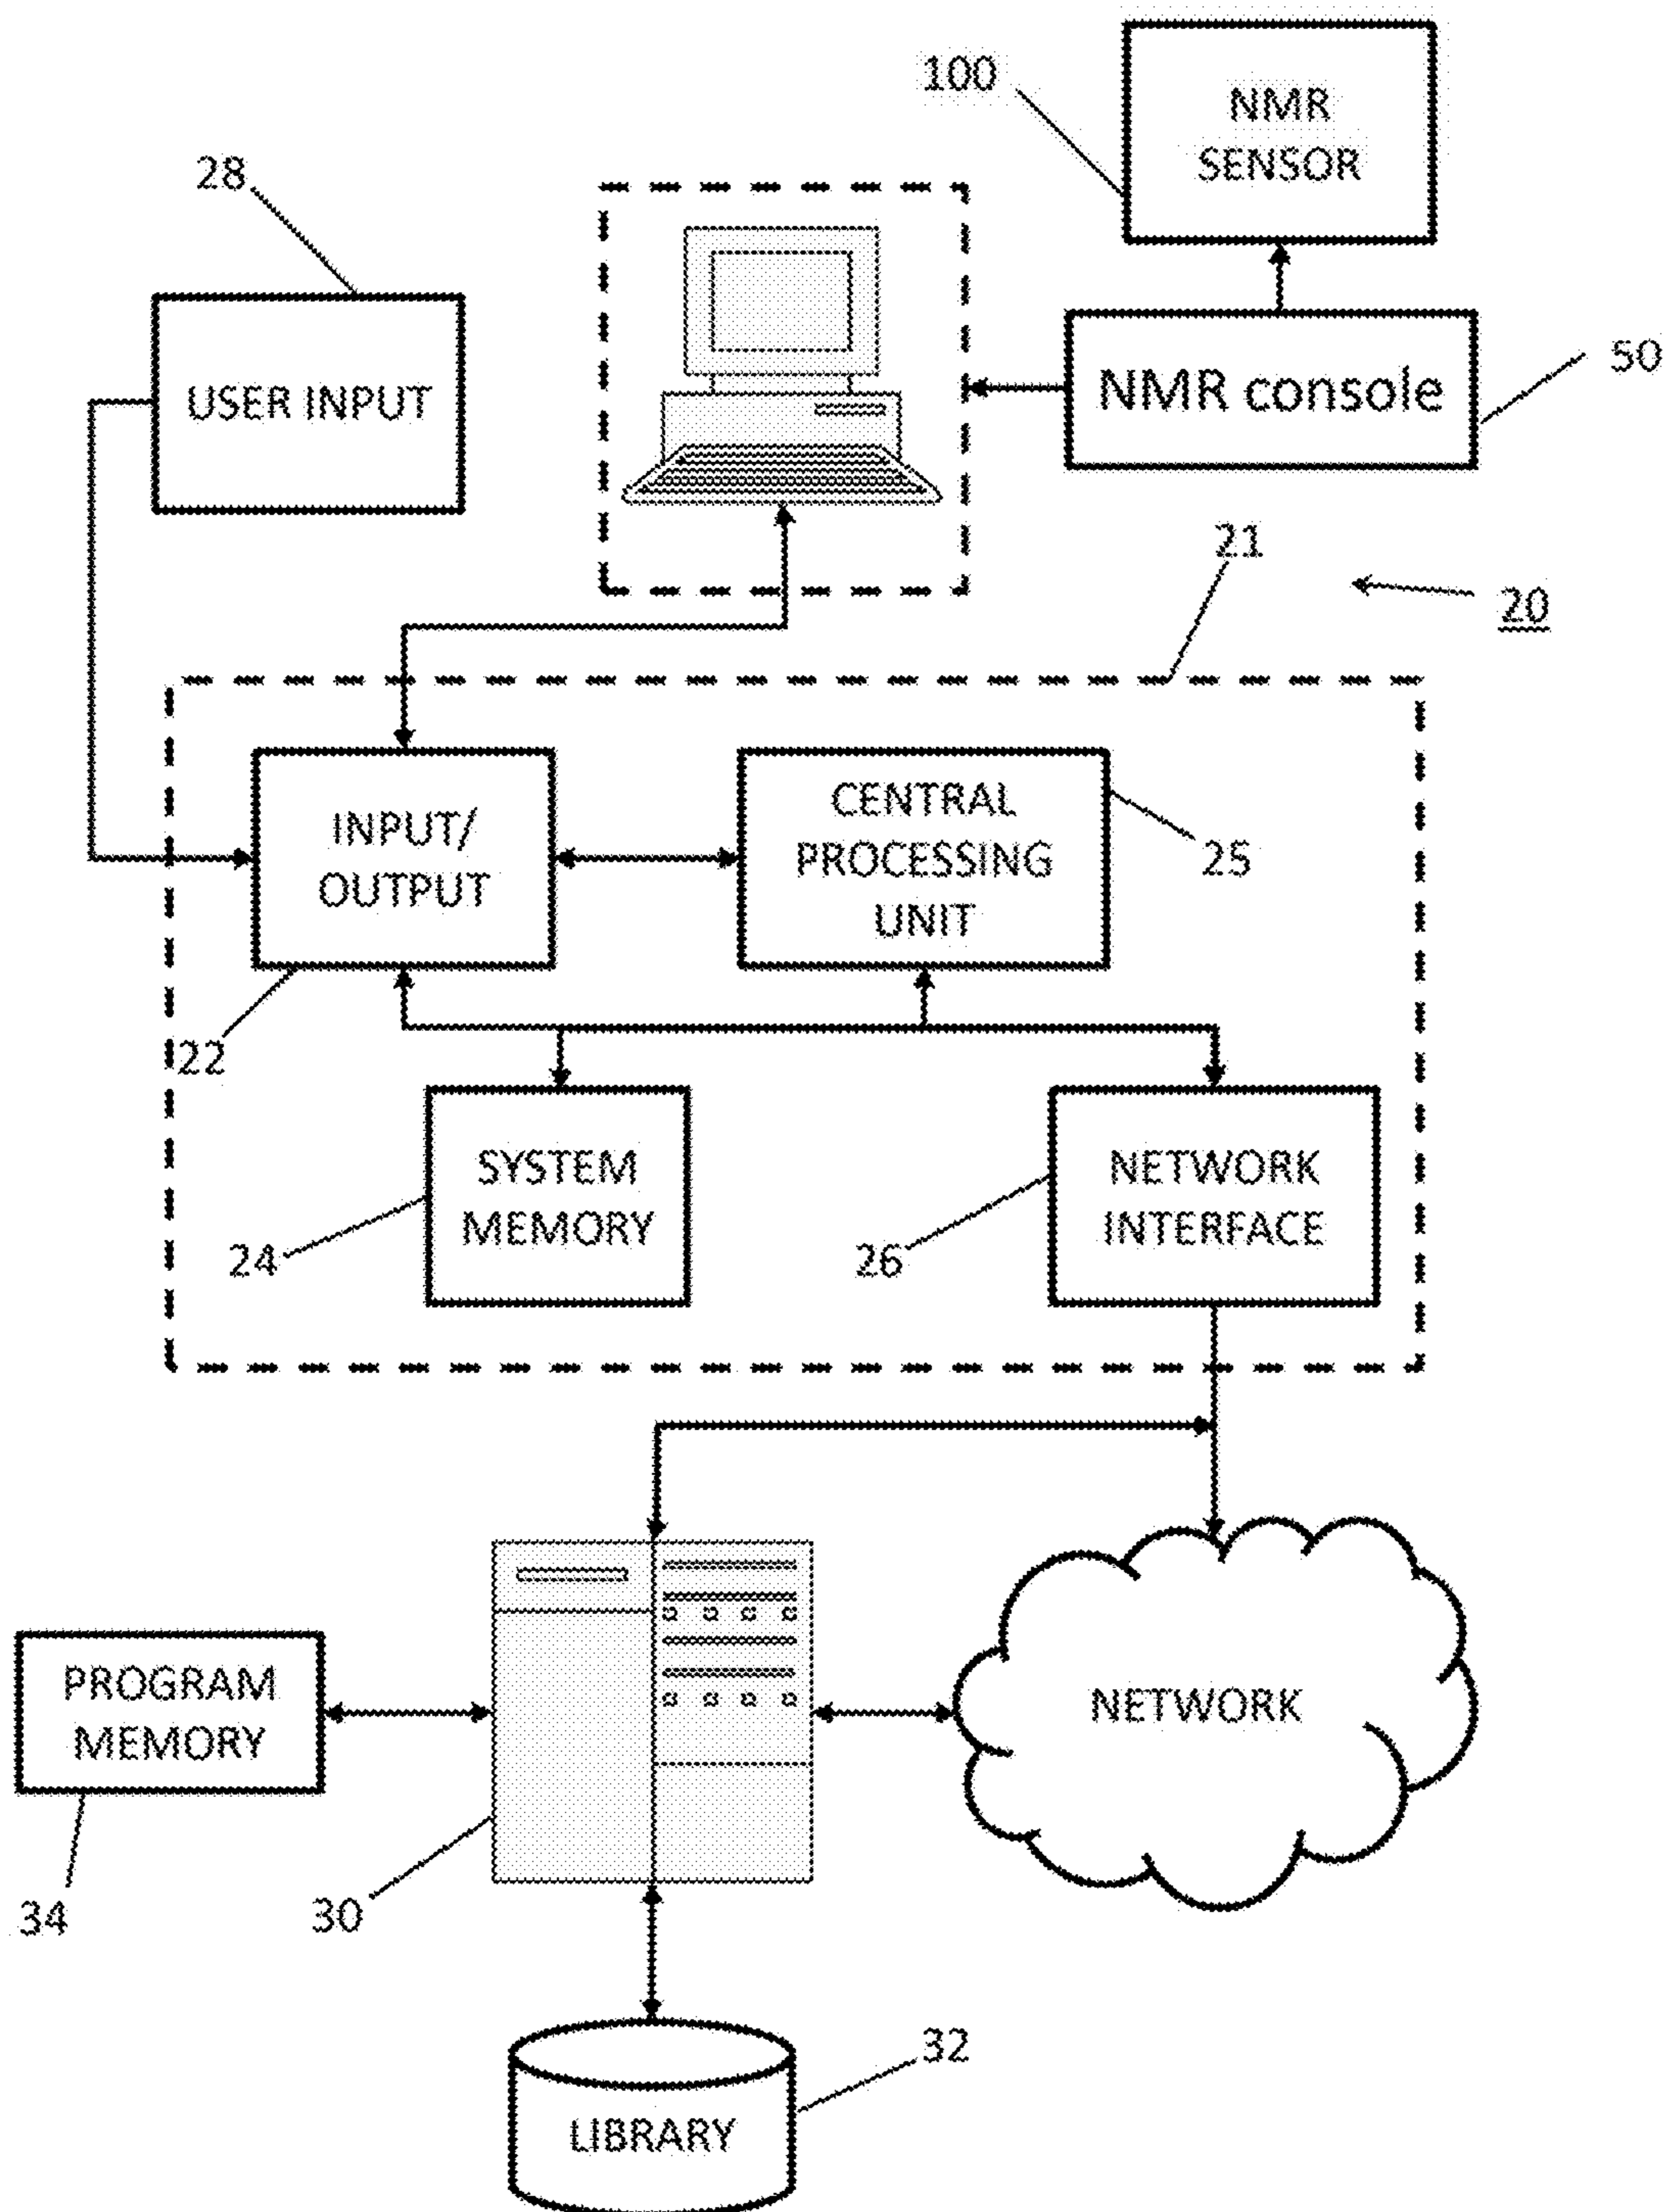 100
NMR
SENSOR
28
USER INPUT
NMR console
50
21
20
INPUT/
OUTPUT
CENTRAL
PROCESSING
UNIT
25
22
SYSTEM
MEMORY
24
NETWORK
INTERFACE
26
PROGRAM
MEMORY
34
30
NETWORK
32
LIBRARY